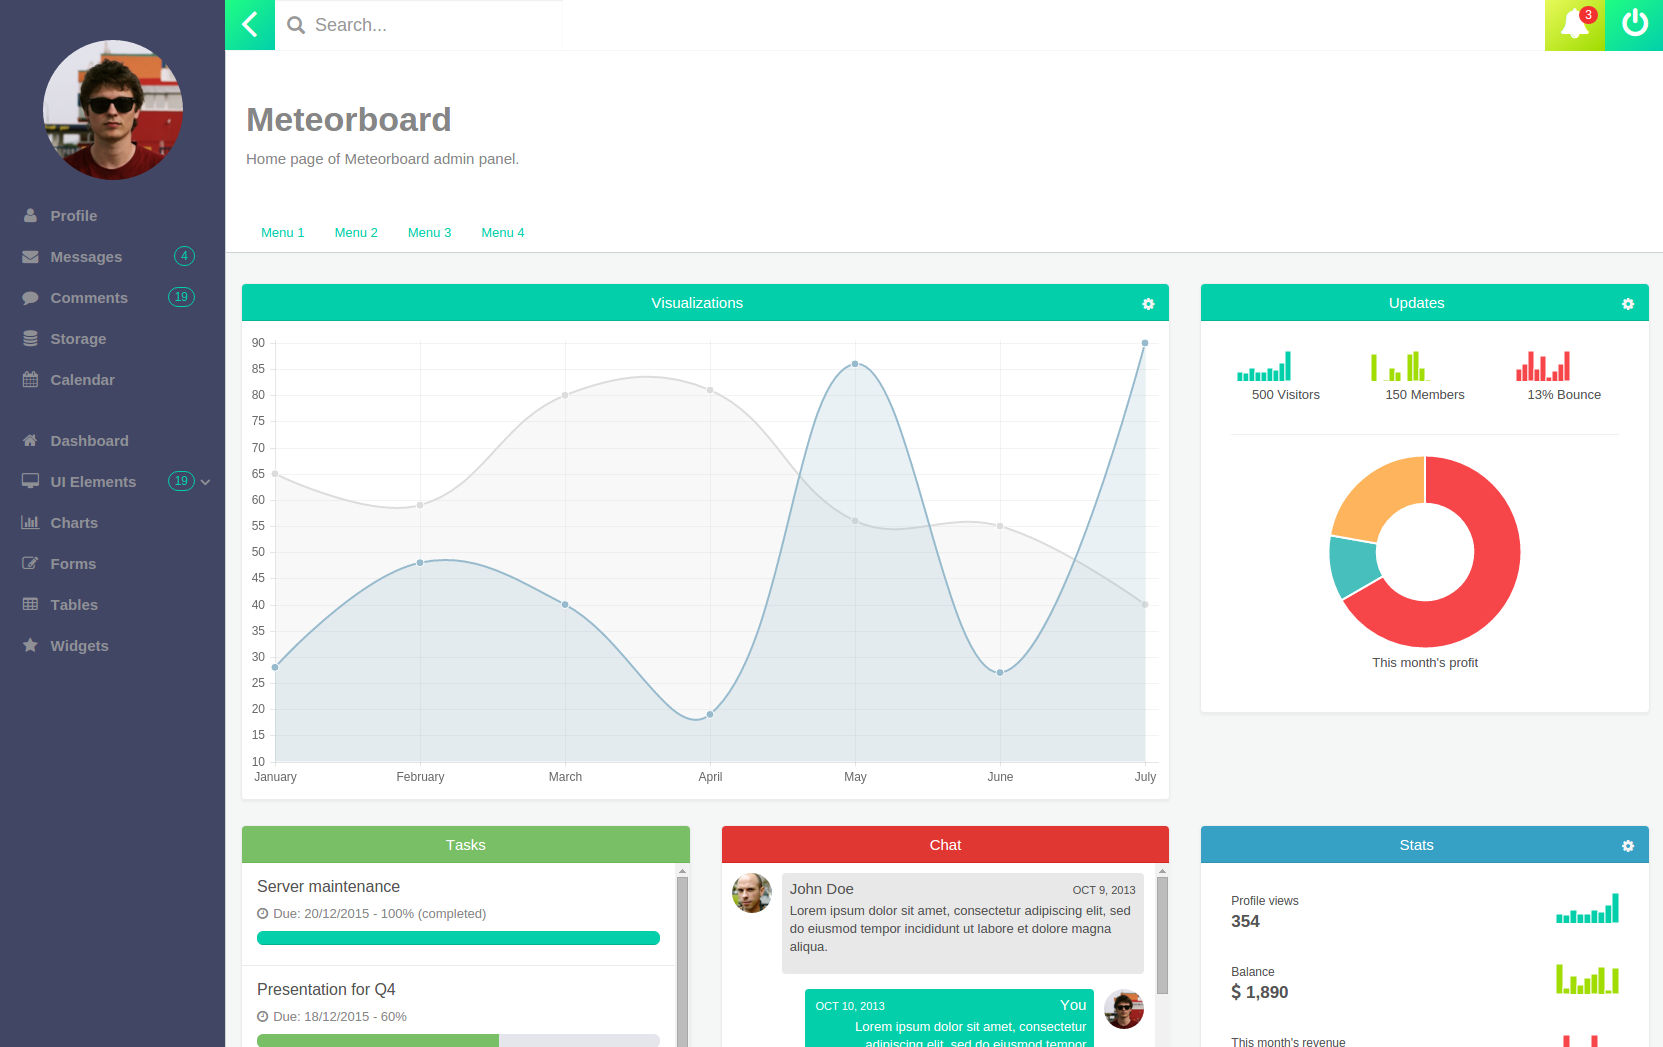 Search...
3
Meteorboard
Home page of Meteorboard admin panel.
Menu 1
Menu 2
Menu 3
Menu 4
Profile
Messages 4
Comments 19
Storage
Calendar
Dashboard
UI Elements 19
Charts
Forms
Tables
Widgets
Visualizations
90
85
80
75
70
65
60
55
50
45
40
35
30
25
20
15
10
January February March April May June July
Updates
500 Visitors
150 Members
13% Bounce
This month's profit
Tasks
Server maintenance
Due: 20/12/2015 - 100% (completed)
Presentation for Q4
Due: 18/12/2015 - 60%
Chat
John Doe OCT 9, 2013
Lorem ipsum dolor sit amet, consectetur adipiscing elit, sed
do eiusmod tempor incididunt ut labore et dolore magna
aliqua.
OCT 10, 2013 You
Lorem ipsum dolor sit amet, consectetur
adipiscing elit, sed do eiusmod tempor
Stats
Profile views
354
Balance
$ 1,890
This month's revenue